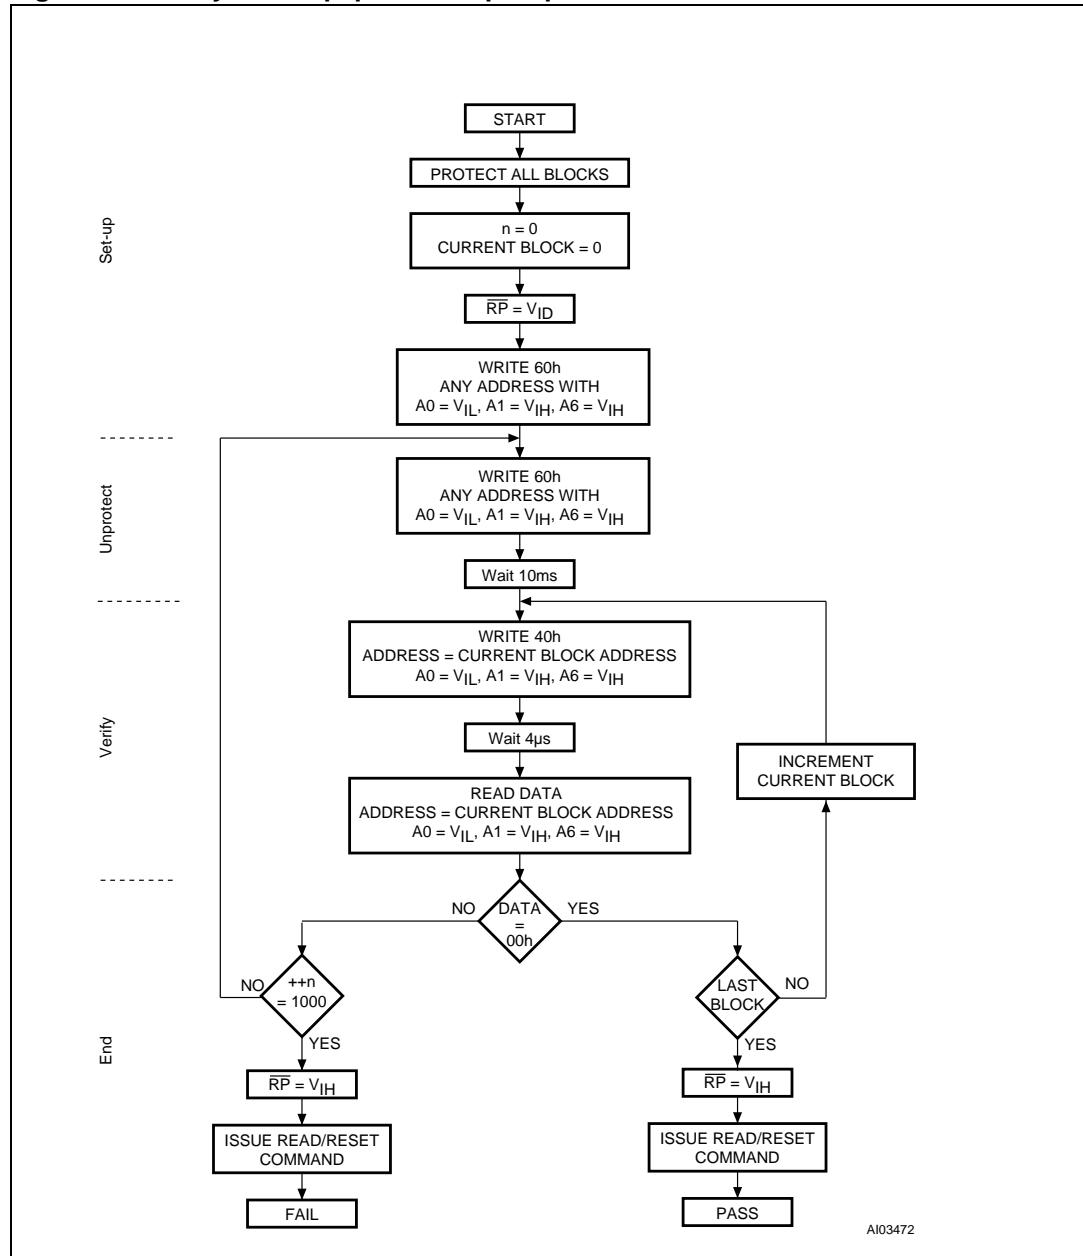 START
PROTECT ALL BLOCKS
n = 0
CURRENT BLOCK = 0
Set-up
RP = VID
WRITE 60h
ANY ADDRESS WITH
A0 = VIL, A1 = VIH, A6 = VIH
WRITE 60h
ANY ADDRESS WITH
A0 = VIL, A1 = VIH, A6 = VIH
Unprotect
Wait 10ms
WRITE 40h
ADDRESS = CURRENT BLOCK ADDRESS
A0 = VIL, A1 = VIH, A6 = VIH
Verify
Wait 4µs
INCREMENT
CURRENT BLOCK
READ DATA
ADDRESS = CURRENT BLOCK ADDRESS
A0 = VIL, A1 = VIH, A6 = VIH
NO
DATA
=
00h
YES
NO
++n
= 1000
LAST
BLOCK
NO
End
YES
YES
RP = VIH
RP = VIH
ISSUE READ/RESET
COMMAND
ISSUE READ/RESET
COMMAND
FAIL
PASS
AI03472